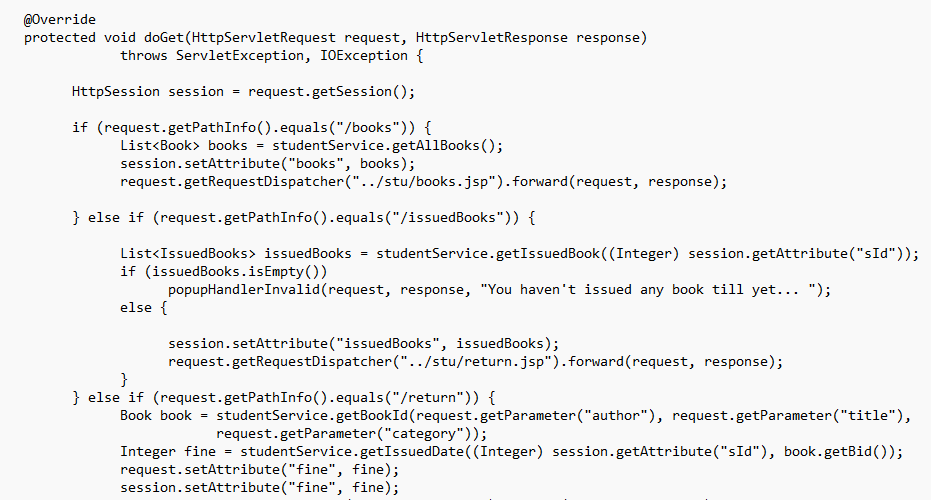 @Override
protected void doGet(HttpServletRequest request, HttpServletResponse response)
throws ServletException, IOException {
HttpSession session = request.getSession();
if (request.getPathInfo().equals("/books")) {
List<Book> books = studentService.getAllBooks();
session.setAttribute("books", books);
request.getRequestDispatcher("../stu/books.jsp").forward(request, response);
} else if (request.getPathInfo().equals("/issuedBooks")) {
List<IssuedBooks> issuedBooks = studentService.getIssuedBook((Integer) session.getAttribute("sId"));
if (issuedBooks.isEmpty())
popupHandlerInvalid(request, response, "You haven't issued any book till yet... ");
else {
session.setAttribute("issuedBooks", issuedBooks);
request.getRequestDispatcher("../stu/return.jsp").forward(request, response);
}
} else if (request.getPathInfo().equals("/return")) {
Book book = studentService.getBookId(request.getParameter("author"), request.getParameter("title"),
request.getParameter("category"));
Integer fine = studentService.getIssuedDate((Integer) session.getAttribute("sId"), book.getBid());
request.setAttribute("fine", fine);
session.setAttribute("fine", fine);